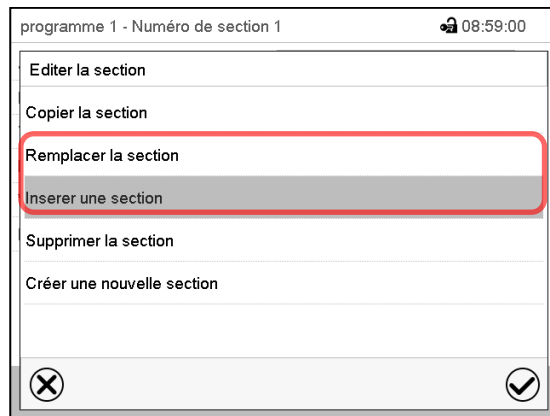 programme 1 - Numéro de section 1 08:59:00
Editer la section
Copier la section
Remplacer la section
Inserer une section
Supprimer la section
Créer une nouvelle section